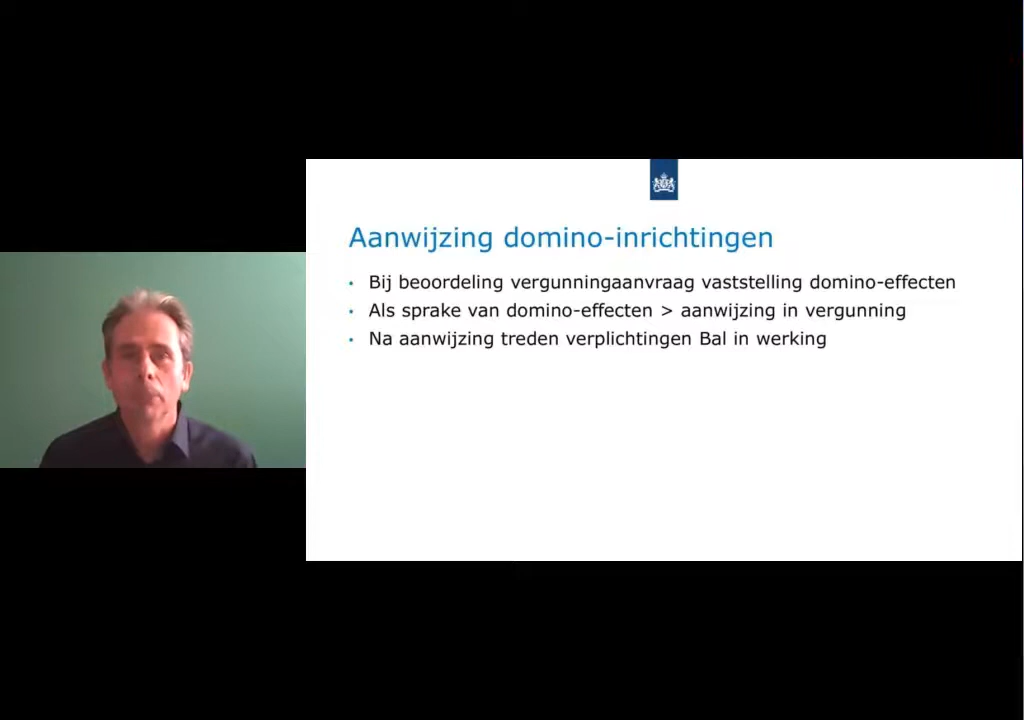 Aanwijzing domino-inrichtingen
• Bij beoordeling vergunningaanvraag vaststelling domino-effecten
• Als sprake van domino-effecten > aanwijzing in vergunning
• Na aanwijzing treden verplichtingen Bal in werking